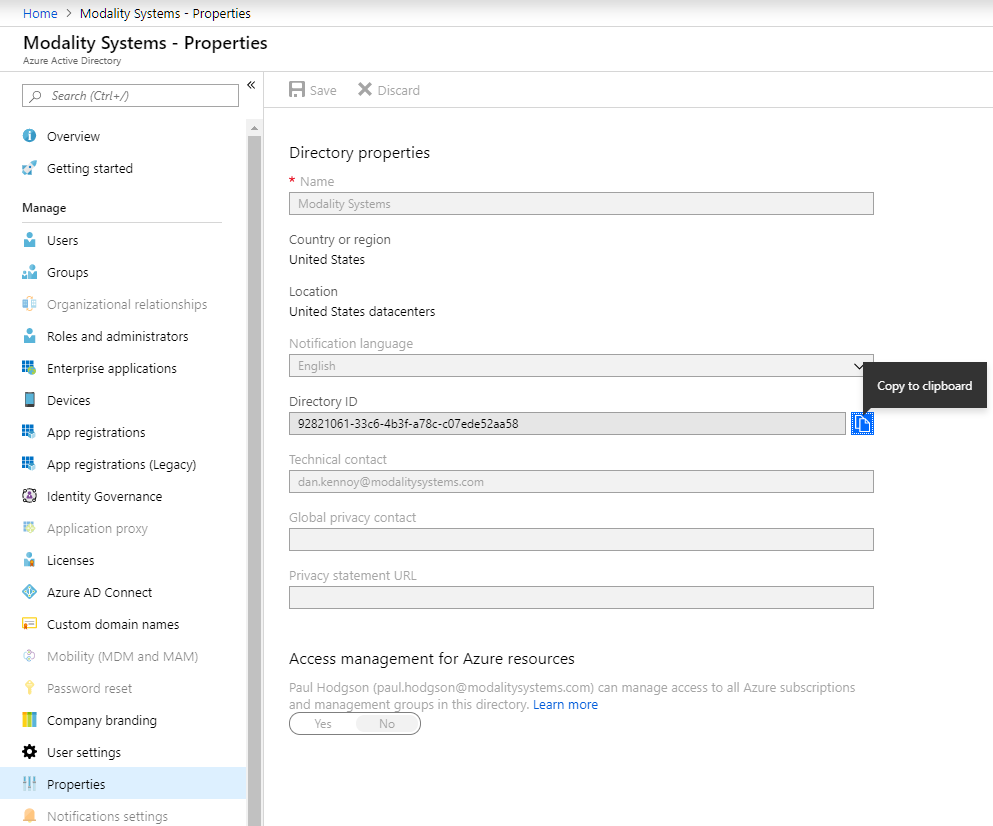 Home > Modality Systems - Properties
Modality Systems - Properties
Azure Active Directory
Search (Ctrl+/)
«
Overview
Getting started
Manage
Users
Groups
Organizational relationships
Roles and administrators
Enterprise applications
Devices
App registrations
App registrations (Legacy)
Identity Governance
Application proxy
Licenses
Azure AD Connect
Custom domain names
Mobility (MDM and MAM)
Password reset
Company branding
User settings
Properties
Notifications settings
Save Discard
Directory properties
* Name
Modality Systems
Country or region
United States
Location
United States datacenters
Notification language
English
Copy to clipboard
Directory ID
92821061-33c6-4b3f-a78c-c07ede52aa58
Technical contact
dan.kennoy@modalitysystems.com
Global privacy contact
Privacy statement URL
Access management for Azure resources
Paul Hodgson (paul.hodgson@modalitysystems.com) can manage access to all Azure subscriptions
and management groups in this directory. Learn more
Yes No